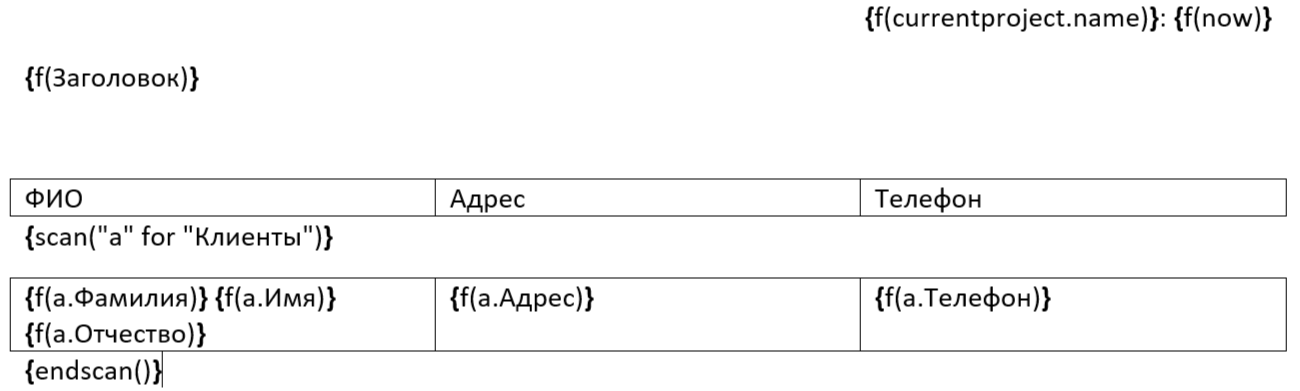 {f(currentproject.name)}: {f(now)}
{f(Заголовок)}
ФИО Адрес Телефон
{scan("a" for "Клиенты")}
{f(a.Фамилия)} {f(a.Имя)} {f(a.Адрес)} {f(a.Телефон)}
{f(a.Отчество)}
{endscan()}